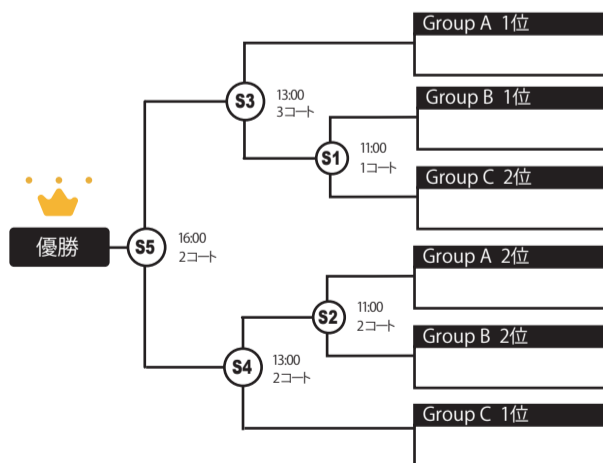 Group A 1位
S3
13:00
3コート
Group B 1位
S1
11:00
1コート
Group C 2位
優勝
S5
16:00
2コート
Group A 2位
S2
11:00
2コート
Group B 2位
S4
13:00
2コート
Group C 1位